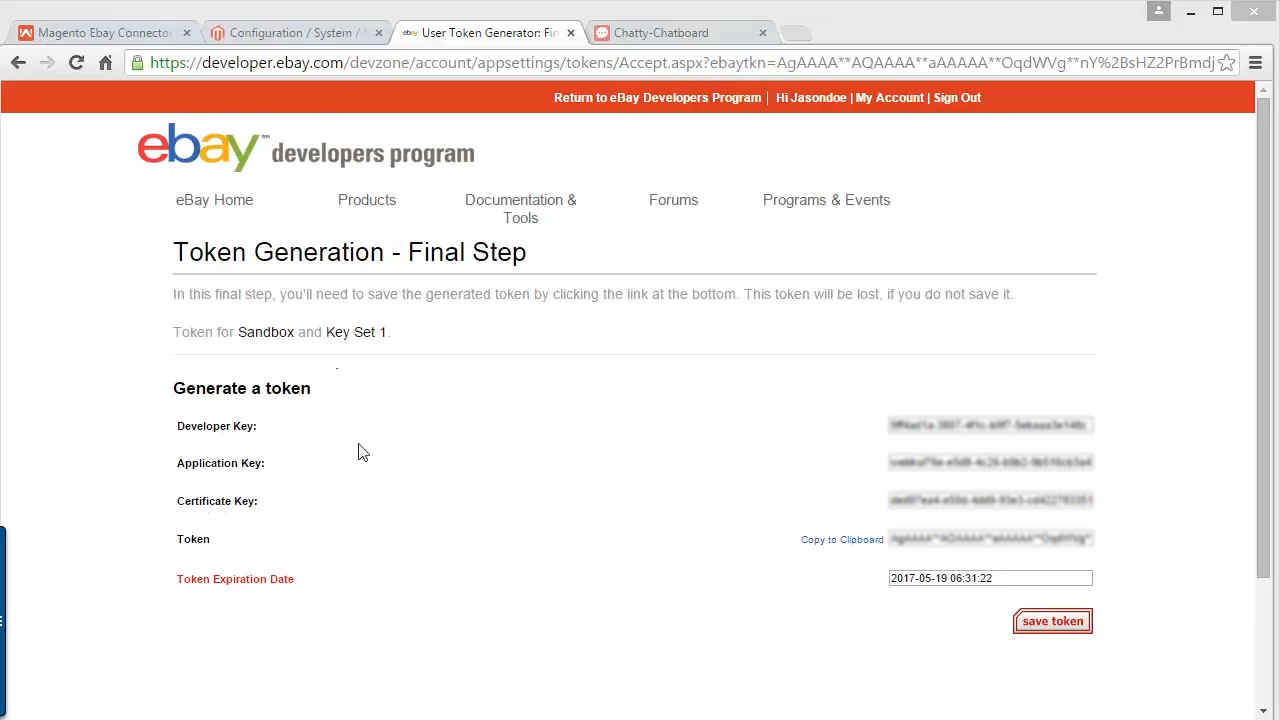 Magento Ebay Connecto
Configuration / System /
ebay User Token Generator: Fin
Chatty-Chatboard
https://developer.ebay.com/devzone/account/appsettings/tokens/Accept.aspx?ebaytkn=AgAAAA**AQAAAA**aAAAAA**OqdWVg**nY%2BsHZ2PrBmdj
Return to eBay Developers Program | Hi Jasondoe | My Account | Sign Out
ebay™ developers program
eBay Home
Products
Documentation &
Tools
Forums
Programs & Events
Token Generation - Final Step
In this final step, you'll need to save the generated token by clicking the link at the bottom. This token will be lost, if you do not save it.
Token for Sandbox and Key Set 1.
Generate a token
Developer Key:
Application Key:
Certificate Key:
Token
Copy to Clipboard
Token Expiration Date
2017-05-19 06:31:22
save token